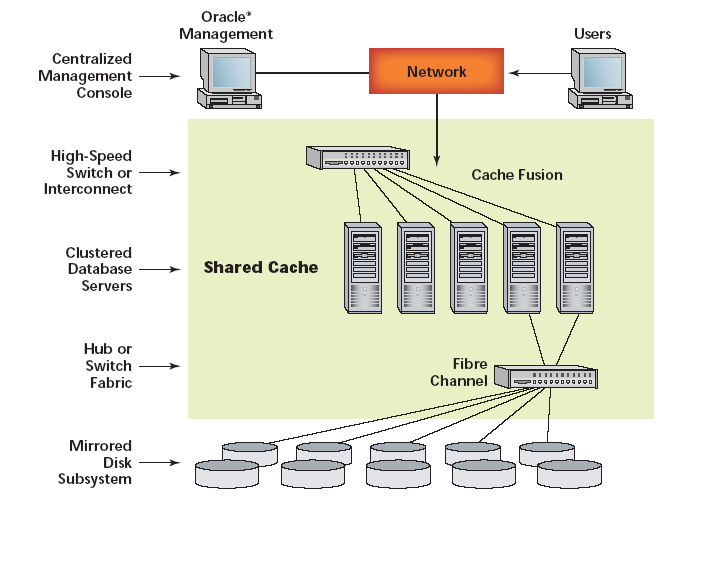 Oracle®
Management
Users
Centralized
Management
Console
Network
High-Speed
Switch or
Interconnect
Cache Fusion
Clustered
Database
Servers
Shared Cache
Hub or
Switch
Fabric
Fibre
Channel
Mirrored
Disk
Subsystem